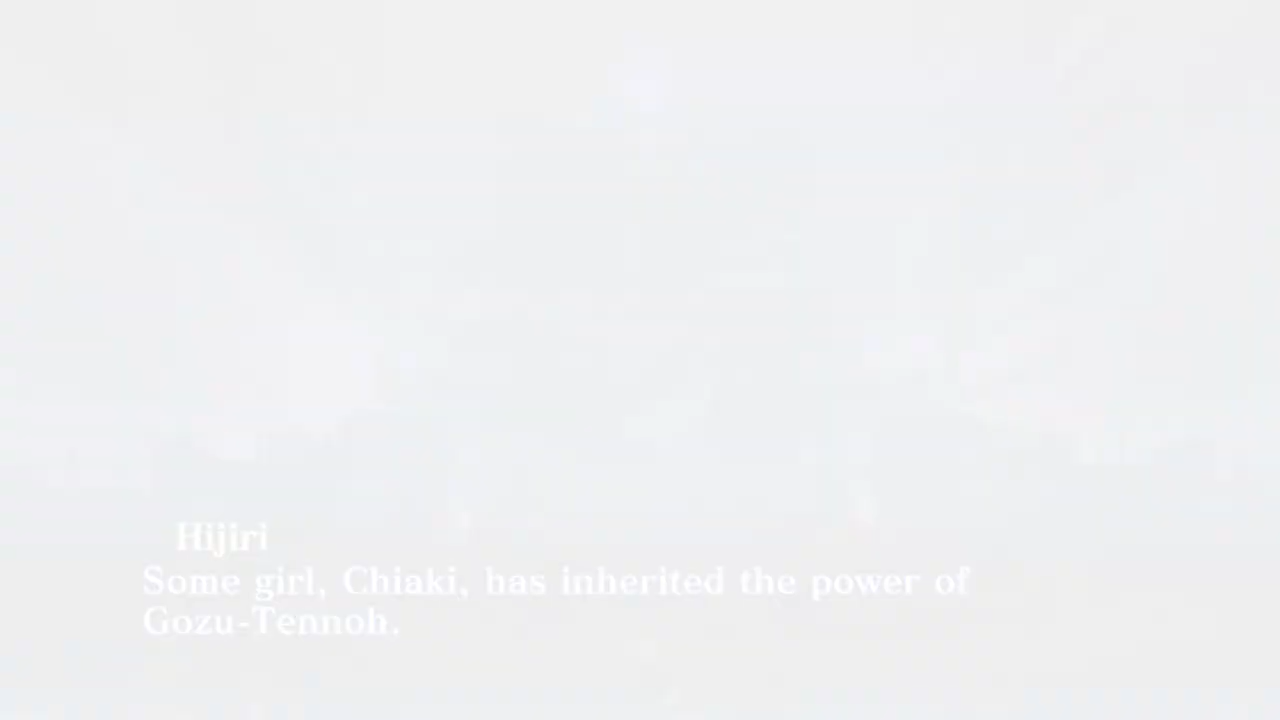 Hijiri
Some girl, Chiaki, has inherited the power of
Gozu-Tennoh.